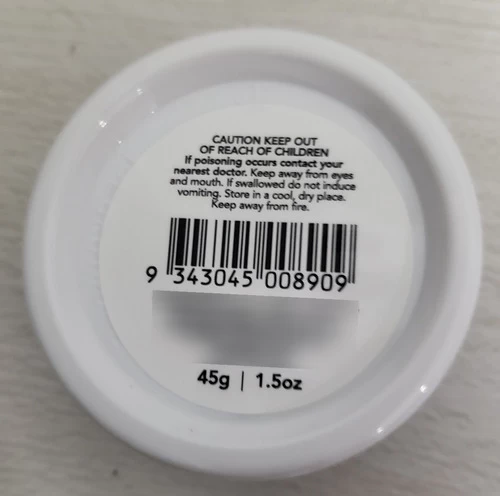 CAUTION KEEP OUT
OF REACH OF CHILDREN
If poisoning occurs contact your
nearest doctor. Keep away from eyes
and mouth. If swallowed do not induce
vomiting. Store in a cool, dry place.
Keep away from fire.
9 343045 008909
45g | 1.5oz